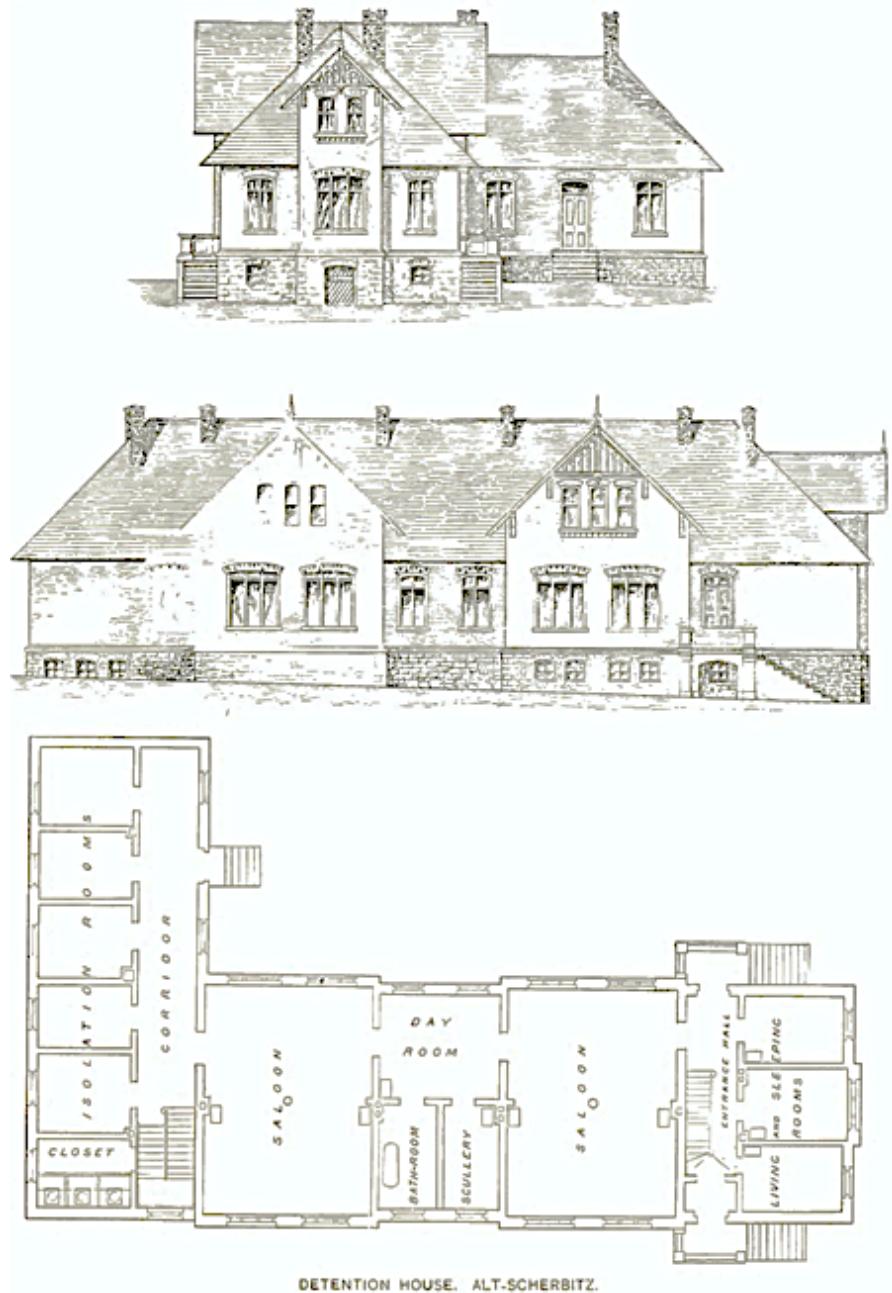 ISOLATION ROOMS
CORRIDOR
CLOSET
SALOON
DAY
ROOM
BATH-ROOM
SCULLERY
SALOON
ENTRANCE HALL
LIVING AND SLEEPING
ROOMS
DETENTION HOUSE. ALT-SCHERBITZ.